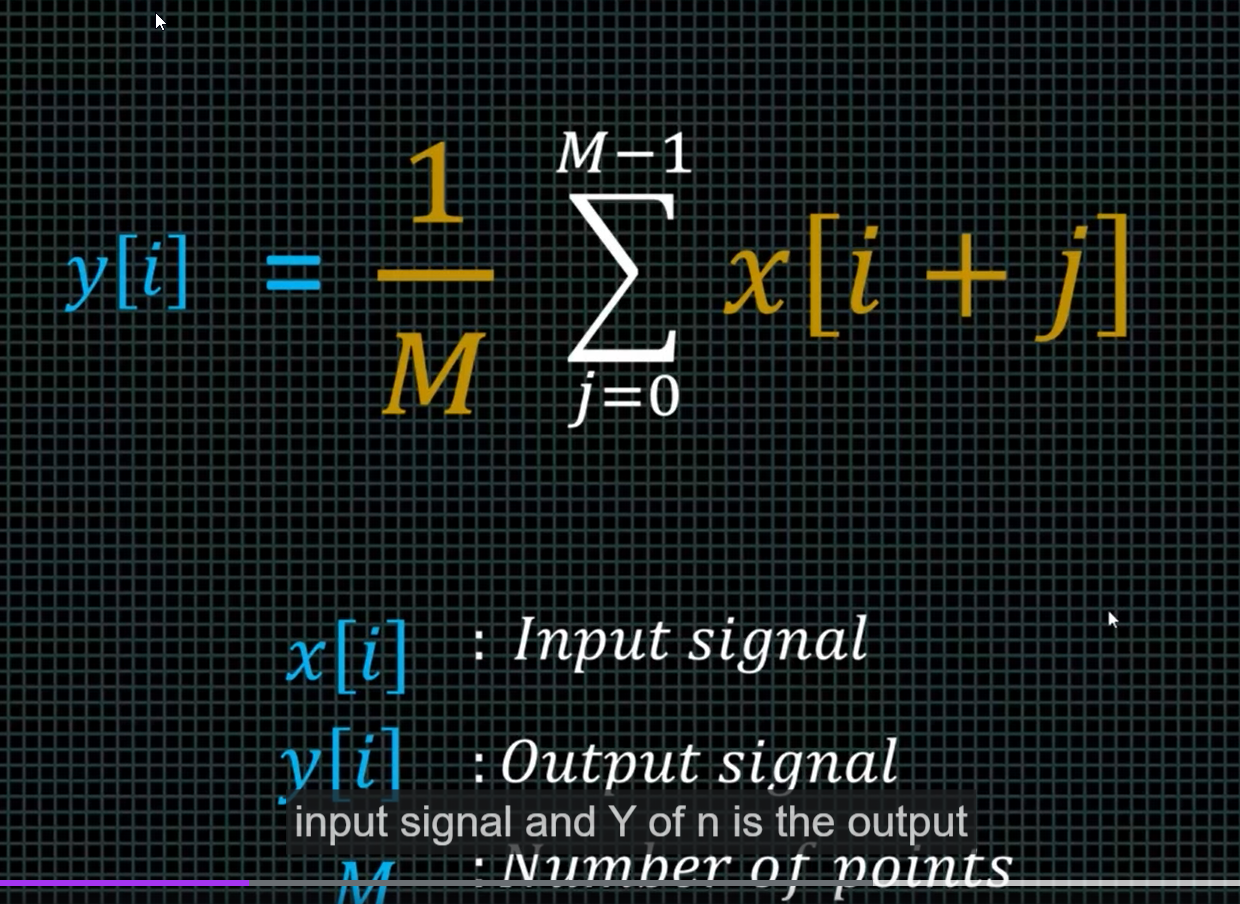 y[i] = \frac{1}{M} \sum_{j=0}^{M-1} x[i + j]
x[i] : Input signal
y[i] : Output signal
input signal and Y of n is the output
M : Number of points